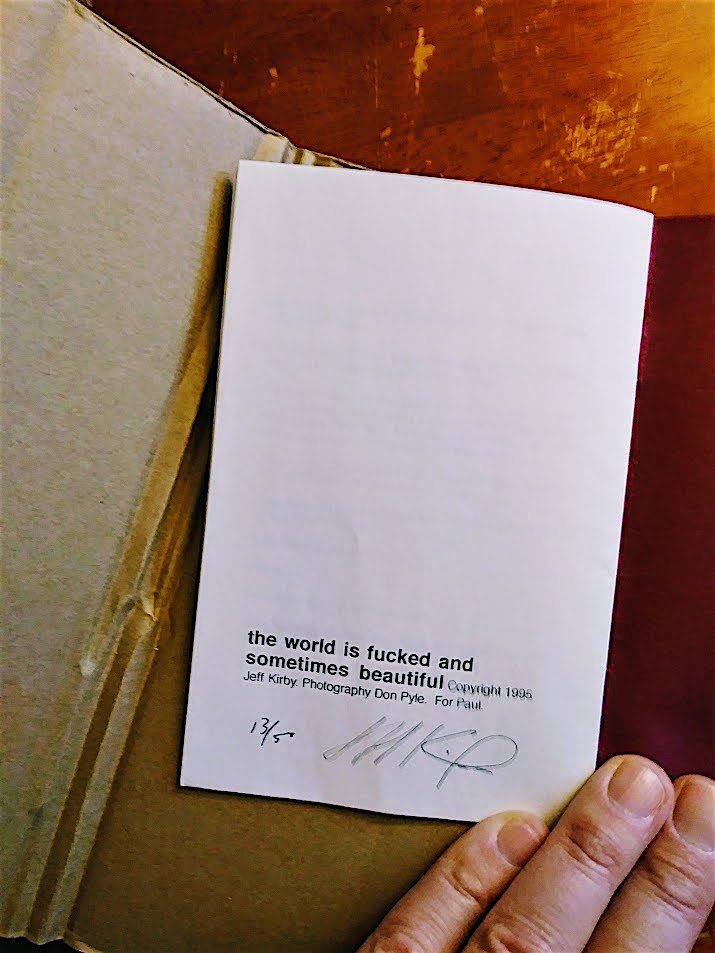 the world is fucked and
sometimes beautiful Copyright 1995
Jeff Kirby. Photography Don Pyle. For Paul.
13/50